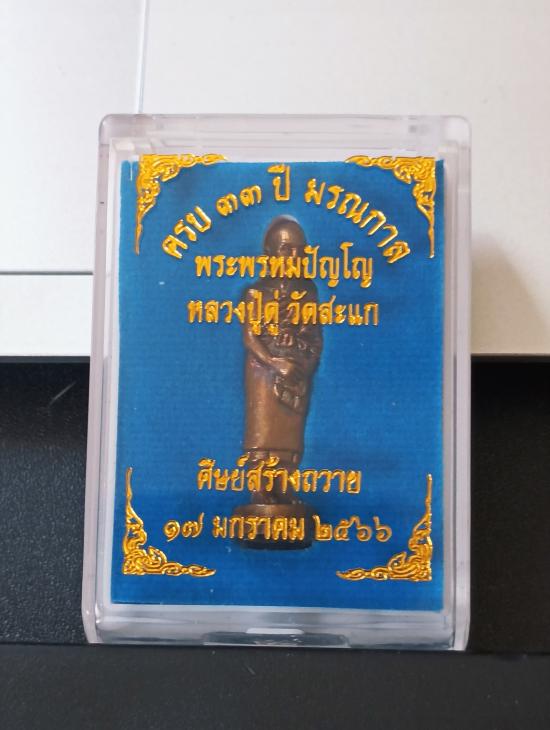 ครบ ๓๓ ปี มรณกาล
พระพรหมปัญโญ
หลวงปู่ดู่ วัดสะแก
ศิษย์สร้างถวาย
๑๗ มกราคม ๒๕๖๖